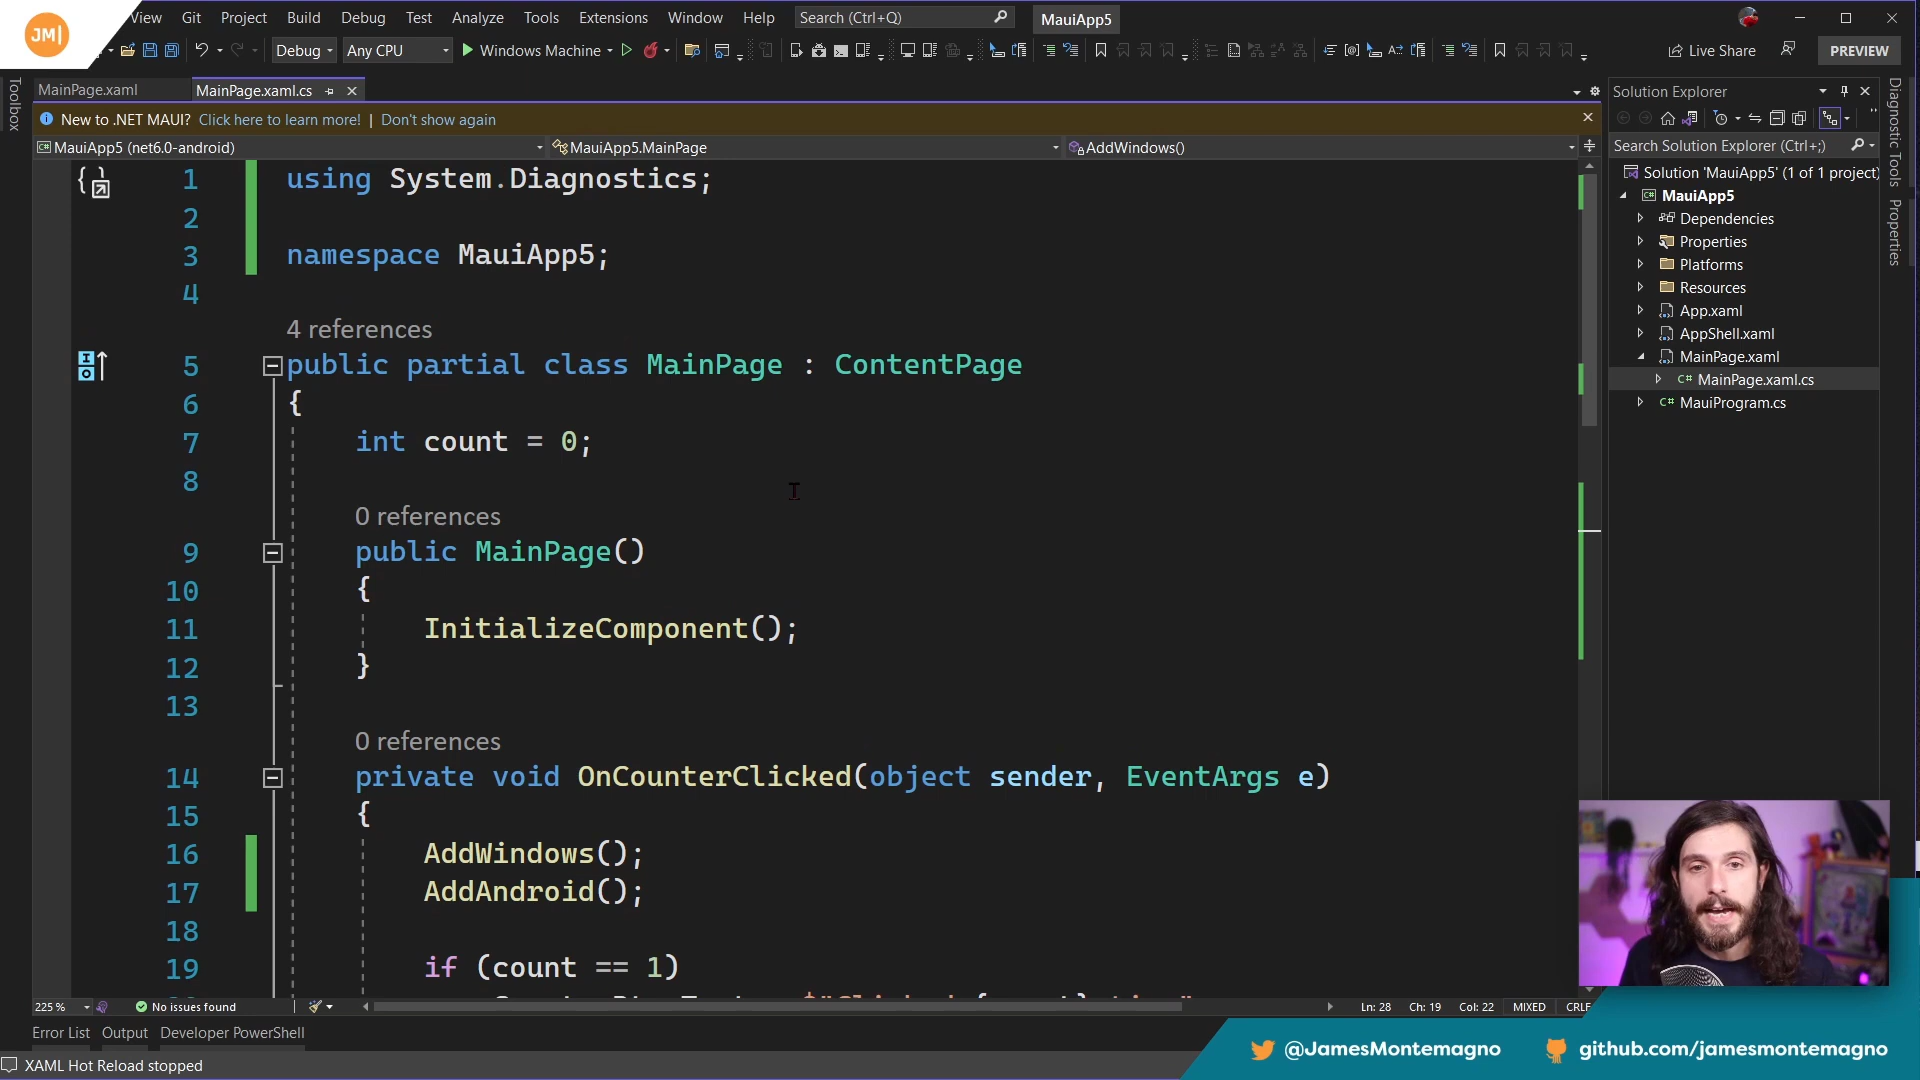 JM|
View Git Project Build Debug Test Analyze Tools Extensions Window Help Search (Ctrl+Q) MauiApp5
Debug Any CPU Windows Machine Live Share PREVIEW
Toolbox
MainPage.xaml MainPage.xaml.cs
New to .NET MAUI? Click here to learn more! | Don't show again
MauiApp5 (net6.0-android) MauiApp5.MainPage AddWindows()
1 using System.Diagnostics;
2
3 namespace MauiApp5;
4
4 references
5 public partial class MainPage : ContentPage
6 {
7 int count = 0;
8
0 references
9 public MainPage()
10 {
11 InitializeComponent();
12 }
13
0 references
14 private void OnCounterClicked(object sender, EventArgs e)
15 {
16 AddWindows();
17 AddAndroid();
18
19 if (count == 1)
225 % No issues found Ln: 28 Ch: 19 Col: 22 MIXED CRLF
Error List Output Developer PowerShell
XAML Hot Reload stopped
Solution Explorer
Search Solution Explorer (Ctrl+;)
Solution 'MauiApp5' (1 of 1 project)
MauiApp5
Dependencies
Properties
Platforms
Resources
App.xaml
AppShell.xaml
MainPage.xaml
C# MainPage.xaml.cs
C# MauiProgram.cs
Diagnostic Tools
Properties
@JamesMontemagno
github.com/jamesmontemagno